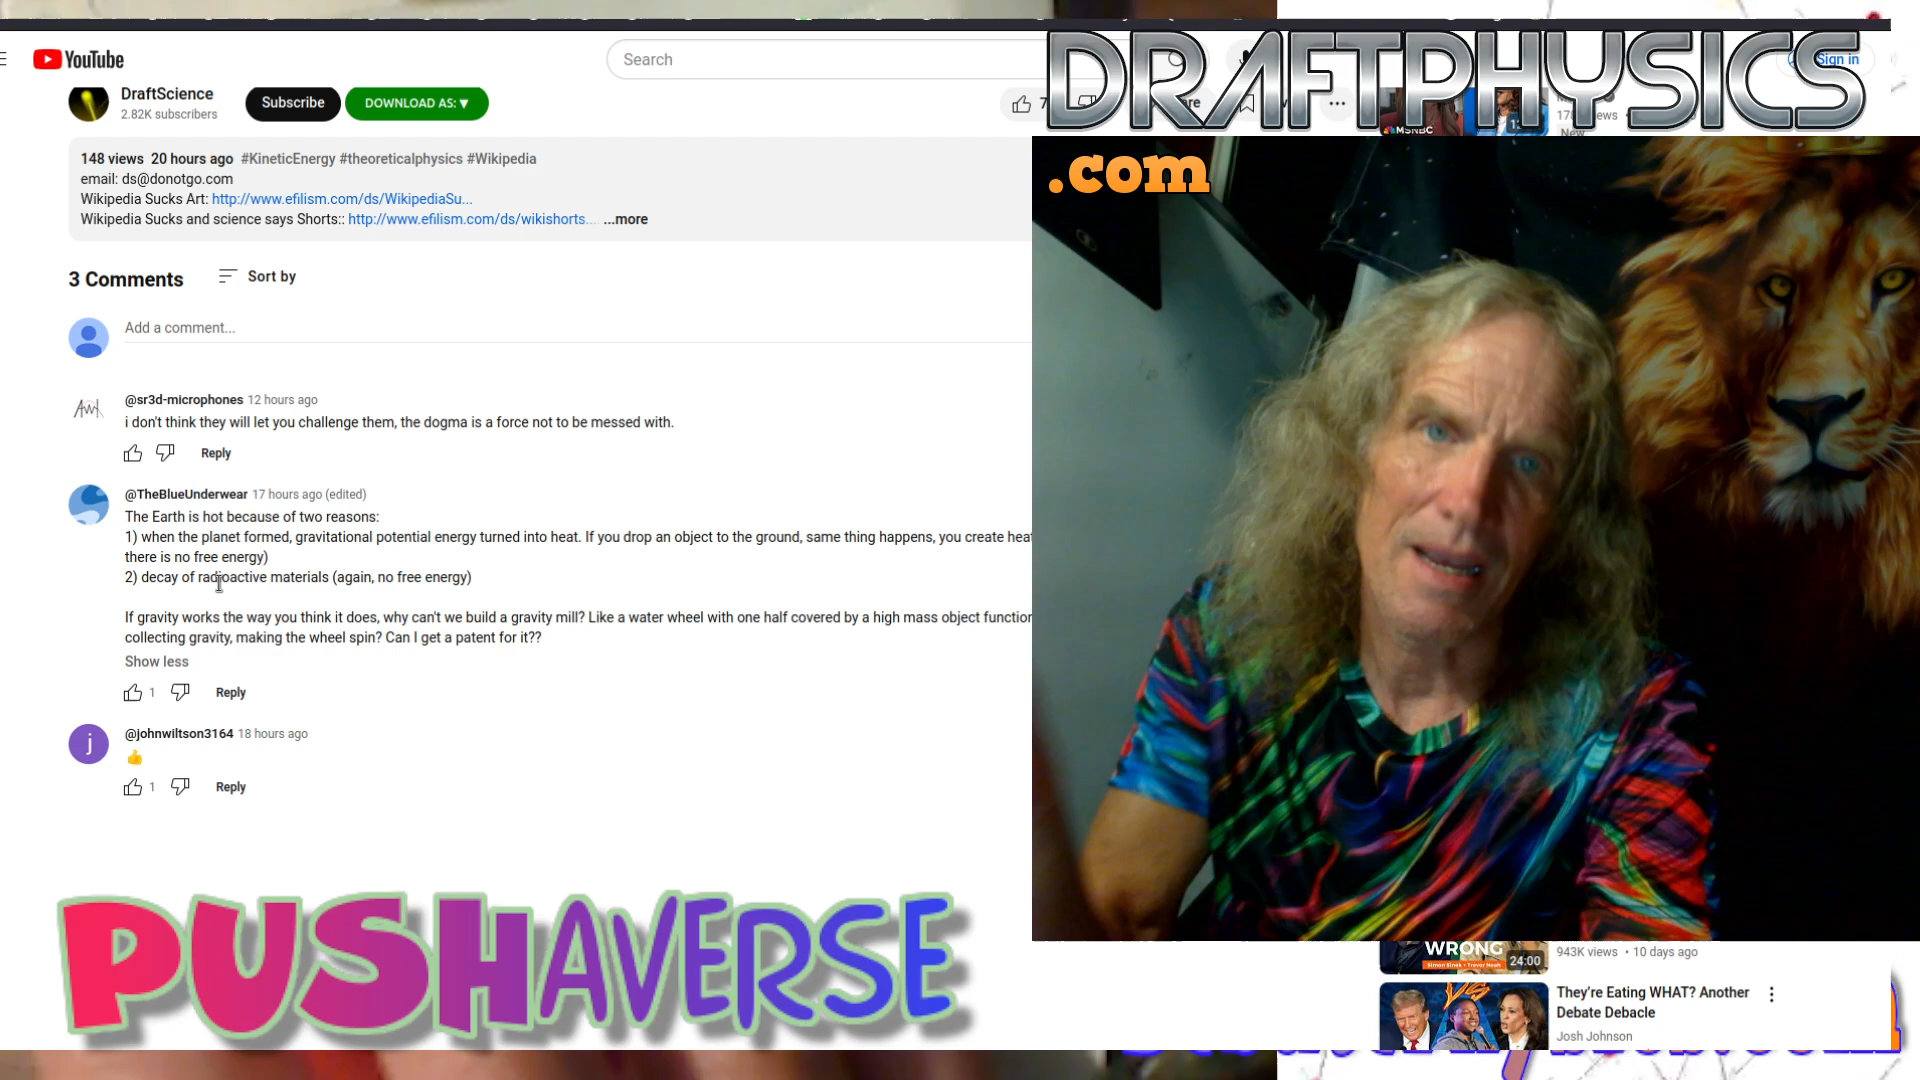 YouTube
Search
Sign in
DRAFTPHYSICS
.com
DraftScience
2.82K subscribers
Subscribe
DOWNLOAD AS: ▼
7
MSNBC
New
148 views 20 hours ago #KineticEnergy #theoreticalphysics #Wikipedia
email: ds@donotgo.com
Wikipedia Sucks Art: http://www.efilism.com/ds/WikipediaSu...
Wikipedia Sucks and science says Shorts:: http://www.efilism.com/ds/wikishorts... ...more
3 Comments
Sort by
Add a comment...
@sr3d-microphones 12 hours ago
i don't think they will let you challenge them, the dogma is a force not to be messed with.
Reply
@TheBlueUnderwear 17 hours ago (edited)
The Earth is hot because of two reasons:
1) when the planet formed, gravitational potential energy turned into heat. If you drop an object to the ground, same thing happens, you create heat
there is no free energy)
2) decay of radioactive materials (again, no free energy)
If gravity works the way you think it does, why can't we build a gravity mill? Like a water wheel with one half covered by a high mass object
collecting gravity, making the wheel spin? Can I get a patent for it??
Show less
1
Reply
@johnwiltson3164 18 hours ago
👍
1
Reply
j
PUSHAVERSE
WRONG
Simon Sinek • Trevor Noah
24:00
943K views • 10 days ago
VS
They're Eating WHAT? Another
Debate Debacle
Josh Johnson